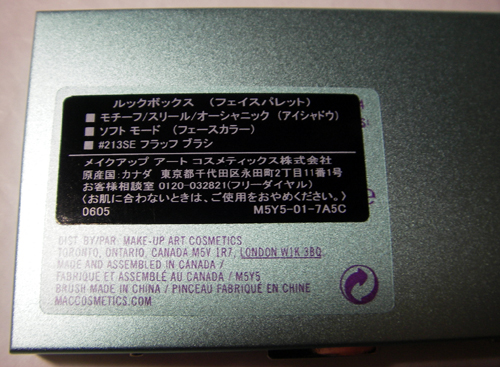 ルックボックス (フェイスパレット)
■ モチーフ/スリール/オーシャニック (アイシャドウ)
■ ソフト モード (フェースカラー)
■ #213SE フラッフ ブラシ
メイクアップ アート コスメティックス株式会社
原産国:カナダ 東京都千代田区永田町2丁目11番1号
お客様相談室 0120-032821(フリーダイヤル)
〈お肌に合わないときは、ご使用をおやめください。〉
0605 M5Y5-01-7A5C
DIST. BY/PAR: MAKE-UP ART COSMETICS
TORONTO, ONTARIO, CANADA M5V 1R7, LONDON W1K 3BQ
MADE AND ASSEMBLED IN CANADA /
FABRIQUÉ ET ASSEMBLÉ AU CANADA / M5Y5
BRUSH MADE IN CHINA / PINCEAU FABRIQUÉ EN CHINE
MACCOSMETICS.COM